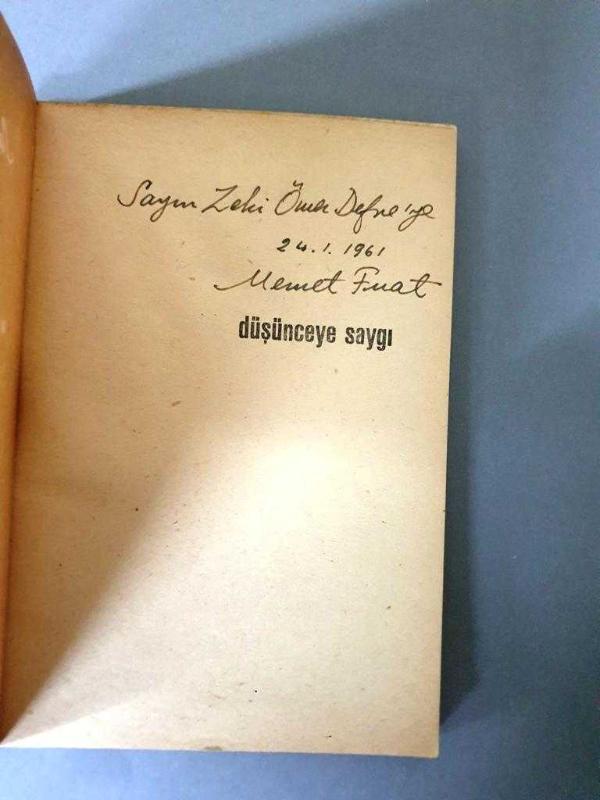 Sayın Zeki Ömer Defne'ye
24.1.1961
Memet Fuat
düşünceye saygı